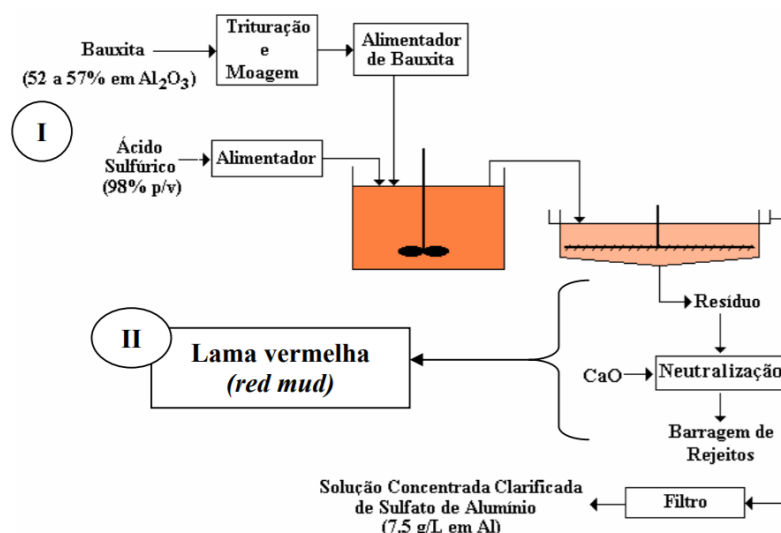 Bauxita
(52 a 57% em Al₂O₃)
Trituração
e
Moagem
Alimentador
de Bauxita
I
Ácido
Sulfúrico
(98% p/v)
Alimentador
II
Lama vermelha
(red mud)
Resíduo
CaO
Neutralização
Barragem de
Rejeitos
Solução Concentrada Clarificada
de Sulfato de Alumínio
(7,5 g/L em Al)
Filtro